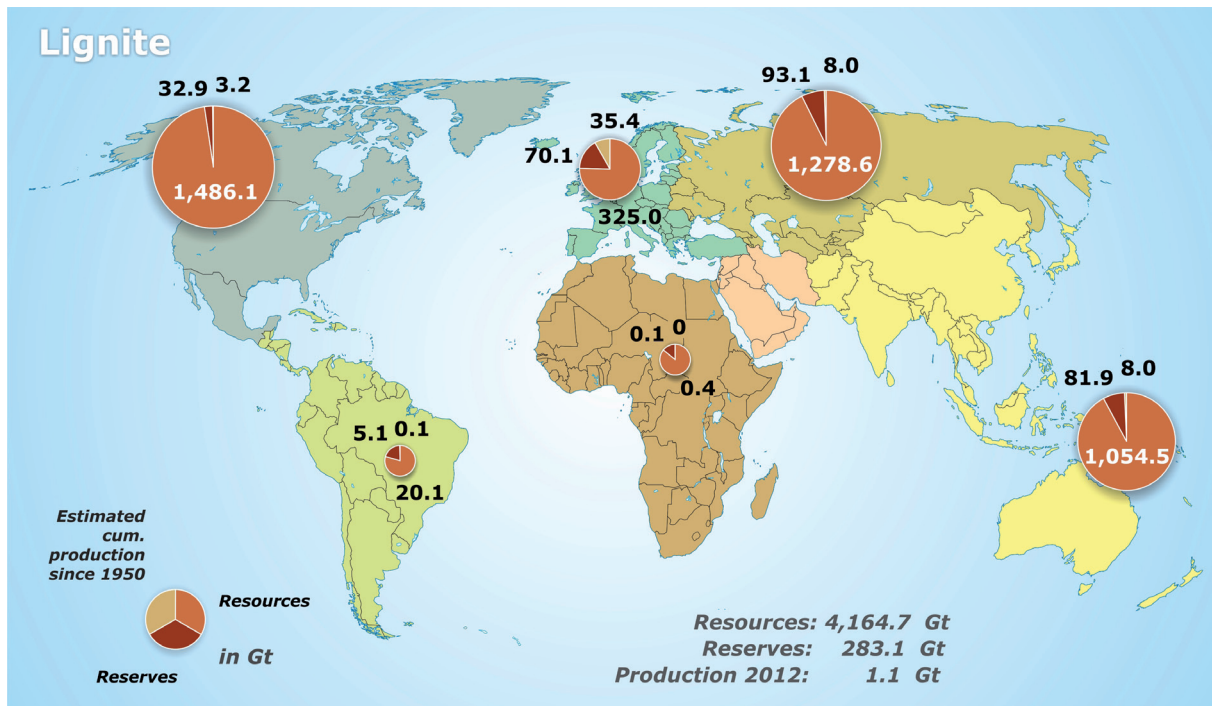 Lignite
32.9 3.2
1,486.1
35.4
70.1
325.0
93.1 8.0
1,278.6
0.1 0
0.4
81.9 8.0
1,054.5
5.1 0.1
20.1
Estimated
cum.
production
since 1950
Resources
in Gt
Reserves
Resources: 4,164.7 Gt
Reserves: 283.1 Gt
Production 2012: 1.1 Gt